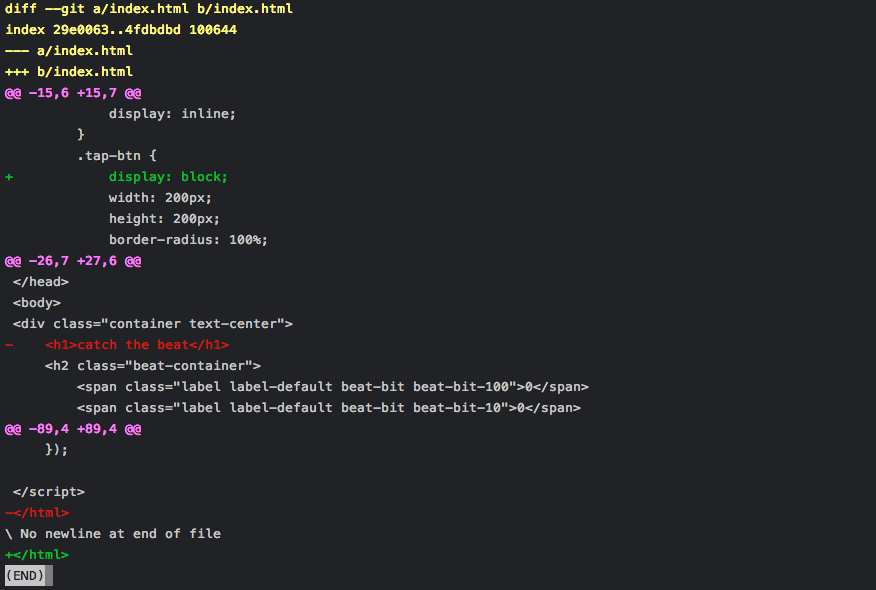 diff --git a/index.html b/index.html
index 29e0063..4fdbdbd 100644
--- a/index.html
+++ b/index.html
@@ -15,6 +15,7 @@
             display: inline;
         }
         .tap-btn {
+            display: block;
             width: 200px;
             height: 200px;
             border-radius: 100%;
@@ -26,7 +27,6 @@
 </head>
 <body>
 <div class="container text-center">
-    <h1>catch the beat</h1>
     <h2 class="beat-container">
         <span class="label label-default beat-bit beat-bit-100">0</span>
         <span class="label label-default beat-bit beat-bit-10">0</span>
@@ -89,4 +89,4 @@
     });
 </script>
-</html>
\ No newline at end of file
+</html>
(END)